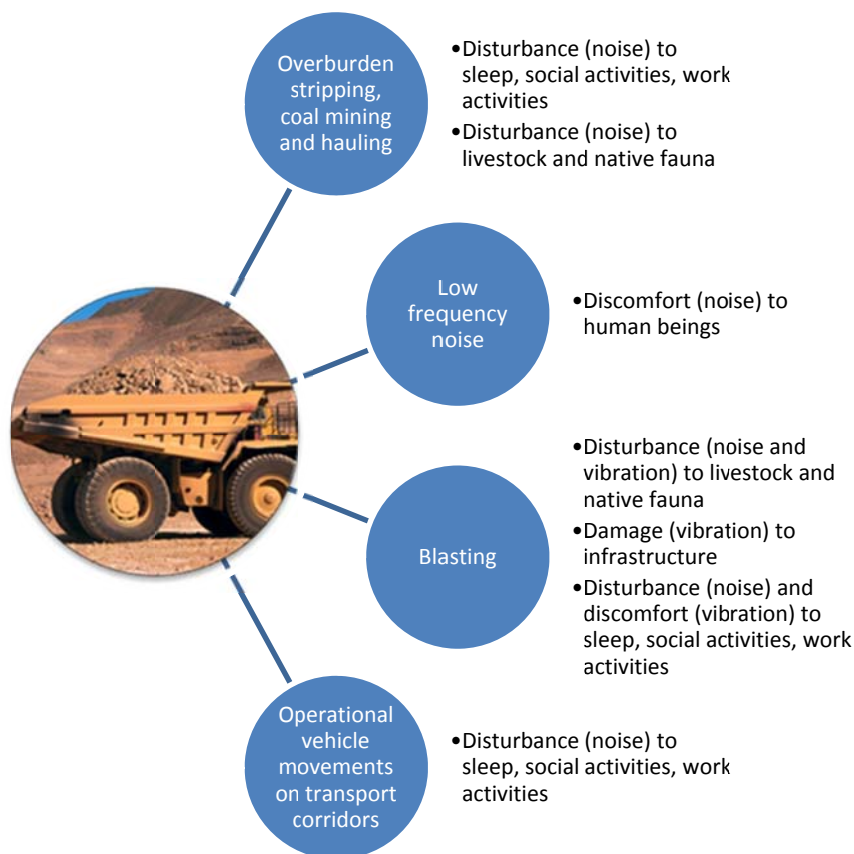 Overburden
stripping,
coal mining
and hauling
•Disturbance (noise) to
sleep, social activities, work
activities
•Disturbance (noise) to
livestock and native fauna
Low
frequency
noise
•Discomfort (noise) to
human beings
Blasting
•Disturbance (noise and
vibration) to livestock and
native fauna
•Damage (vibration) to
infrastructure
•Disturbance (noise) and
discomfort (vibration) to
sleep, social activities, work
activities
Operational
vehicle
movements
on transport
corridors
•Disturbance (noise) to
sleep, social activities, work
activities